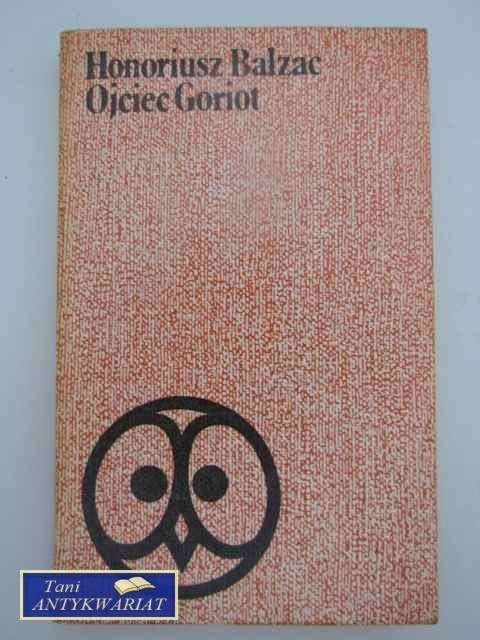 Honoriusz Balzac
Ojciec Goriot
Tani
ANTYKWARIAT